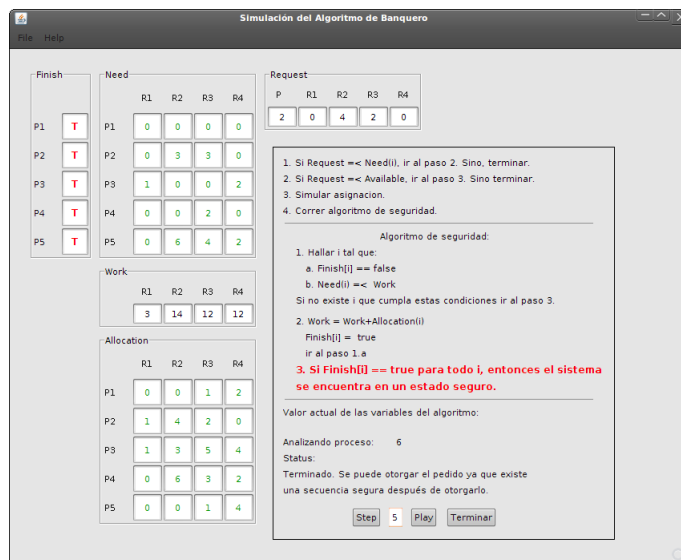 Simulación del Algoritmo de Banquero
File Help
Finish
P1 T
P2 T
P3 T
P4 T
P5 T
Need
R1 R2 R3 R4
P1 0 0 0 0
P2 0 3 3 0
P3 1 0 0 2
P4 0 0 2 0
P5 0 6 4 2
Work
R1 R2 R3 R4
3 14 12 12
Allocation
R1 R2 R3 R4
P1 0 0 1 2
P2 1 4 2 0
P3 1 3 5 4
P4 0 6 3 2
P5 0 0 1 4
Request
P R1 R2 R3 R4
2 0 4 2 0
1. Si Request =< Need(i), ir al paso 2. Sino, terminar.
2. Si Request =< Available, ir al paso 3. Sino terminar.
3. Simular asignacion.
4. Correr algoritmo de seguridad.
Algoritmo de seguridad:
1. Hallar i tal que:
a. Finish[i] == false
b. Need(i) =< Work
Si no existe i que cumpla estas condiciones ir al paso 3.
2. Work = Work+Allocation(i)
Finish[i] = true
ir al paso 1.a
3. Si Finish[i] == true para todo i, entonces el sistema
se encuentra en un estado seguro.
Valor actual de las variables del algoritmo:
Analizando proceso: 6
Status:
Terminado. Se puede otorgar el pedido ya que existe
una secuencia segura después de otorgarlo.
Step 5 Play Terminar